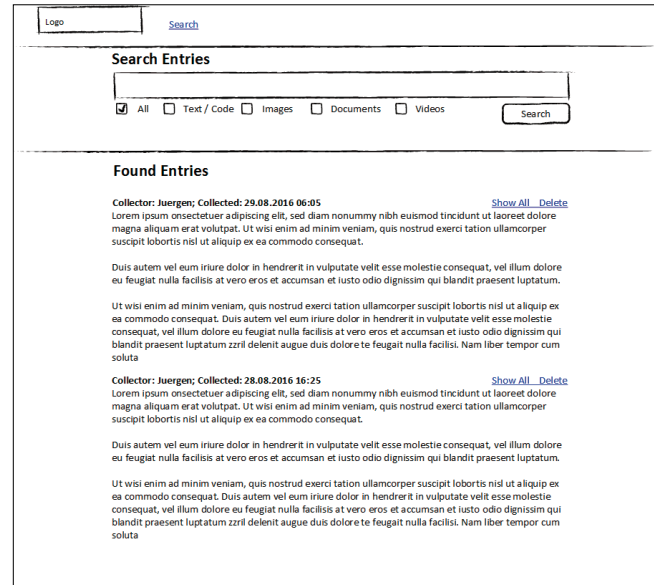 Logo
Search
Search Entries
All Text / Code Images Documents Videos
Search
Found Entries
Collector: Juergen; Collected: 29.08.2016 06:05 Show All Delete
Lorem ipsum onsectetuer adipiscing elit, sed diam nonummy nibh euismod tincidunt ut laoreet dolore
magna aliquam erat volutpat. Ut wisi enim ad minim veniam, quis nostrud exerci tation ullamcorper
suscipit lobortis nisl ut aliquip ex ea commodo consequat.
Duis autem vel eum iriure dolor in hendrerit in vulputate velit esse molestie consequat, vel illum dolore
eu feugiat nulla facilisis at vero eros et accumsan et iusto odio dignissim qui blandit praesent luptatum.
Ut wisi enim ad minim veniam, quis nostrud exerci tation ullamcorper suscipit lobortis nisl ut aliquip ex
ea commodo consequat. Duis autem vel eum iriure dolor in hendrerit in vulputate velit esse molestie
consequat, vel illum dolore eu feugiat nulla facilisis at vero eros et accumsan et iusto odio dignissim qui
blandit praesent luptatum zzril delenit augue duis dolore te feugait nulla facilisi. Nam liber tempor cum
soluta
Collector: Juergen; Collected: 28.08.2016 16:25 Show All Delete
Lorem ipsum onsectetuer adipiscing elit, sed diam nonummy nibh euismod tincidunt ut laoreet dolore
magna aliquam erat volutpat. Ut wisi enim ad minim veniam, quis nostrud exerci tation ullamcorper
suscipit lobortis nisl ut aliquip ex ea commodo consequat.
Duis autem vel eum iriure dolor in hendrerit in vulputate velit esse molestie consequat, vel illum dolore
eu feugiat nulla facilisis at vero eros et accumsan et iusto odio dignissim qui blandit praesent luptatum.
Ut wisi enim ad minim veniam, quis nostrud exerci tation ullamcorper suscipit lobortis nisl ut aliquip ex
ea commodo consequat. Duis autem vel eum iriure dolor in hendrerit in vulputate velit esse molestie
consequat, vel illum dolore eu feugiat nulla facilisis at vero eros et accumsan et iusto odio dignissim qui
blandit praesent luptatum zzril delenit augue duis dolore te feugait nulla facilisi. Nam liber tempor cum
soluta